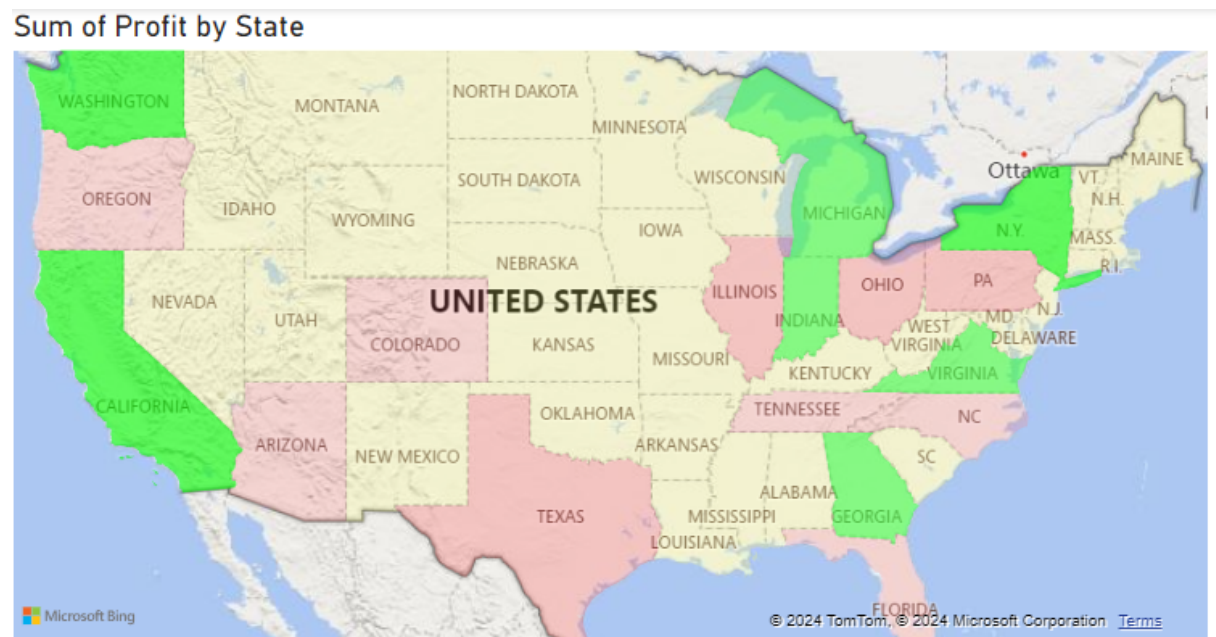 Sum of Profit by State
WASHINGTON
MONTANA
NORTH DAKOTA
MINNESOTA
Ottawa
MAINE
VT.
N.H.
OREGON
IDAHO
WYOMING
SOUTH DAKOTA
WISCONSIN
MICHIGAN
N.Y.
MASS.
R.I.
IOWA
NEBRASKA
NEVADA
UTAH
UNITED STATES
ILLINOIS
OHIO
PA
N.J.
MD.
INDIANA
WEST
VIRGINIA
DELAWARE
COLORADO
KANSAS
MISSOURI
KENTUCKY
VIRGINIA
CALIFORNIA
ARIZONA
NEW MEXICO
OKLAHOMA
TENNESSEE
NC
ARKANSAS
SC
ALABAMA
TEXAS
MISSISSIPPI
GEORGIA
LOUISIANA
FLORIDA
Microsoft Bing
© 2024 TomTom, © 2024 Microsoft Corporation Terms